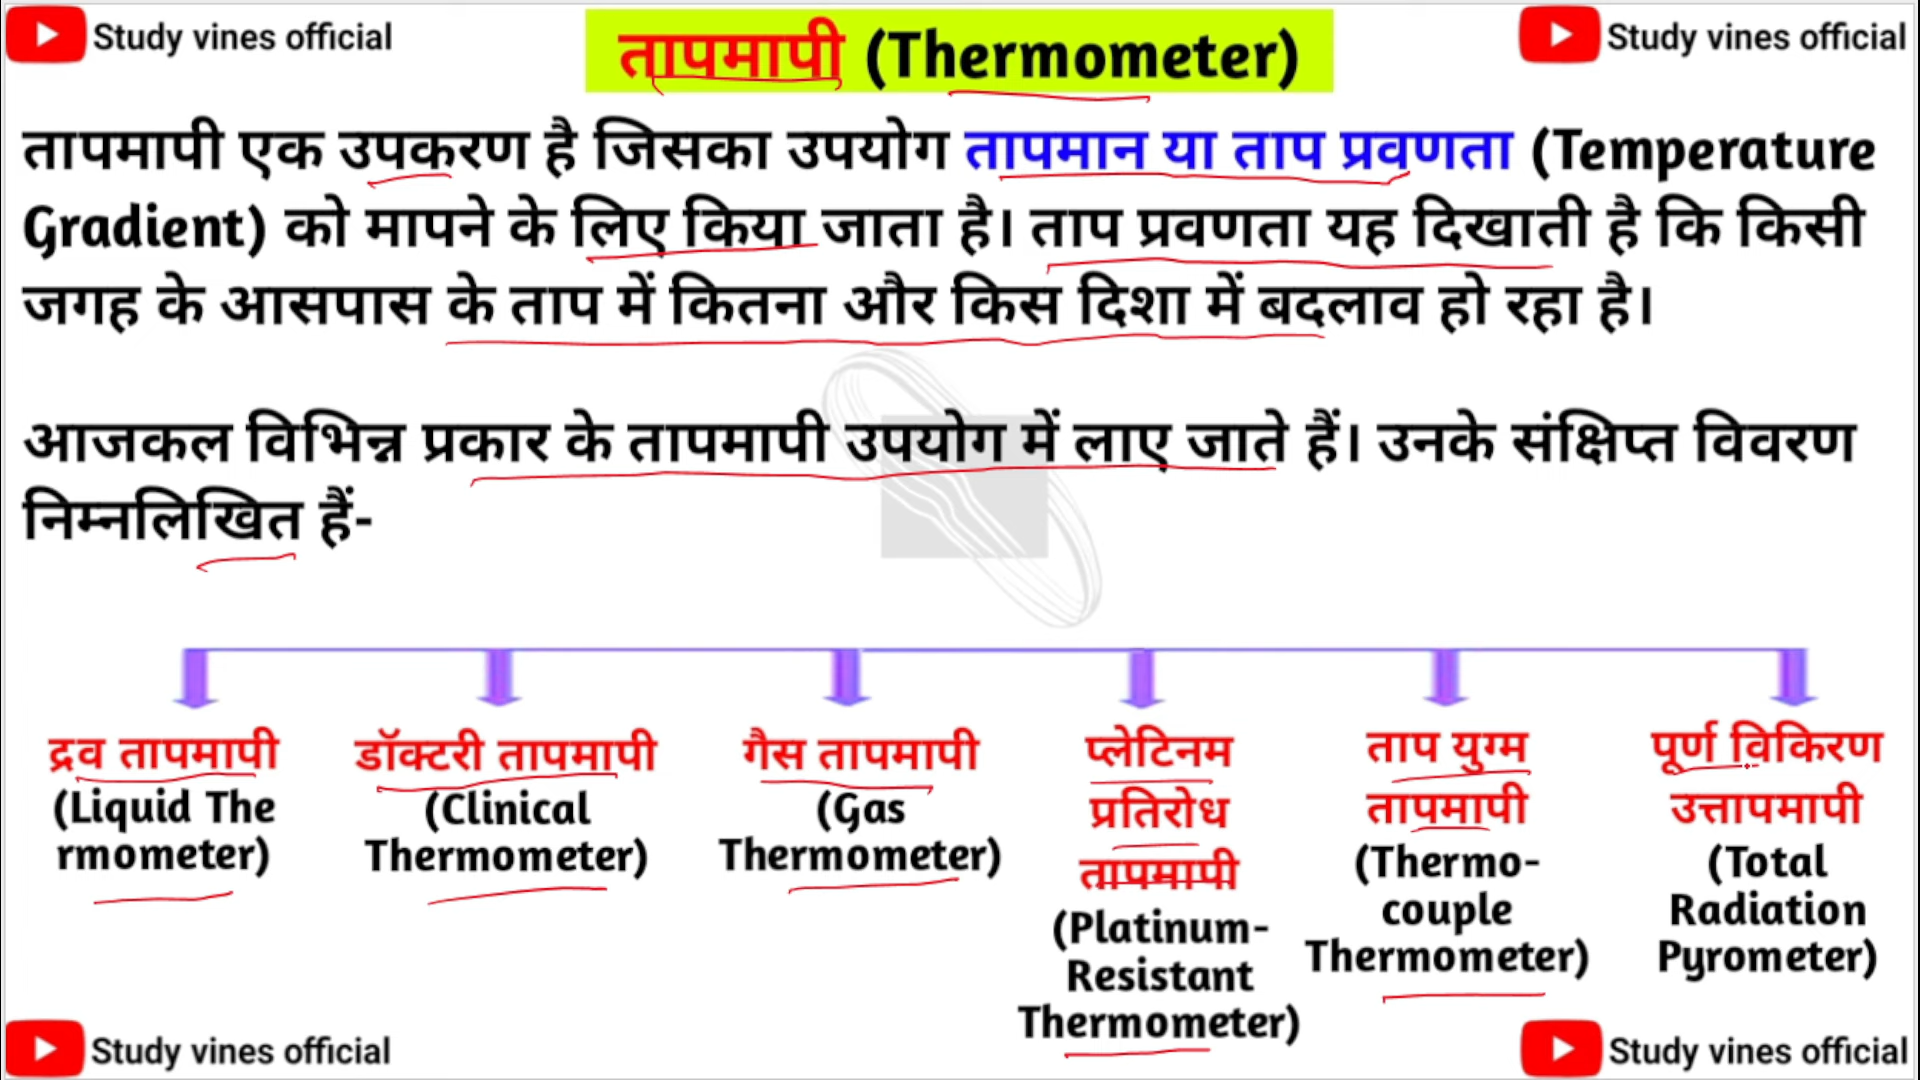 Study vines official
तापमापी (Thermometer)
Study vines official
तापमापी एक उपकरण है जिसका उपयोग तापमान या ताप प्रवणता (Temperature
Gradient) को मापने के लिए किया जाता है। ताप प्रवणता यह दिखाती है कि किसी
जगह के आसपास के ताप में कितना और किस दिशा में बदलाव हो रहा है।
आजकल विभिन्न प्रकार के तापमापी उपयोग में लाए जाते हैं। उनके संक्षिप्त विवरण
निम्नलिखित हैं-
द्रव तापमापी
(Liquid The
rmometer)
डॉक्टरी तापमापी
(Clinical
Thermometer)
गैस तापमापी
(Gas
Thermometer)
प्लेटिनम
प्रतिरोध
तापमापी
(Platinum-
Resistant
Thermometer)
ताप युग्म
तापमापी
(Thermo-
couple
Thermometer)
पूर्ण विकिरण
उत्तापमापी
(Total
Radiation
Pyrometer)
Study vines official
Study vines official